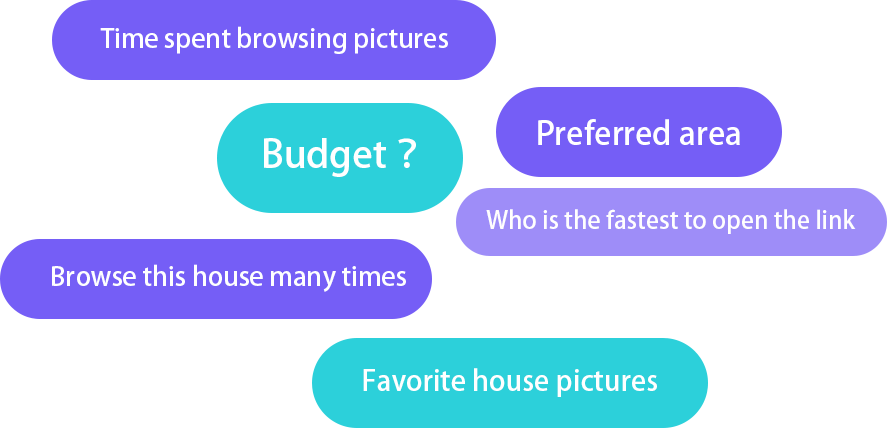 Time spent browsing pictures
Budget ?
Preferred area
Who is the fastest to open the link
Browse this house many times
Favorite house pictures